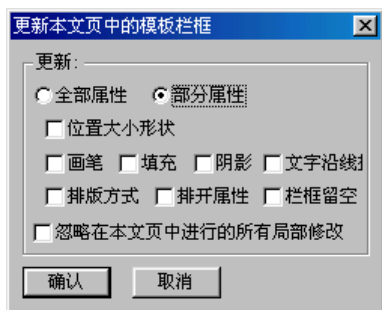 更新本文页中的模板栏框
更新:
全部属性 部分属性
位置大小形状
画笔 填充 阴影 文字沿线
排版方式 排开属性 栏框留空
忽略在本文页中进行的所有局部修改
确认 取消